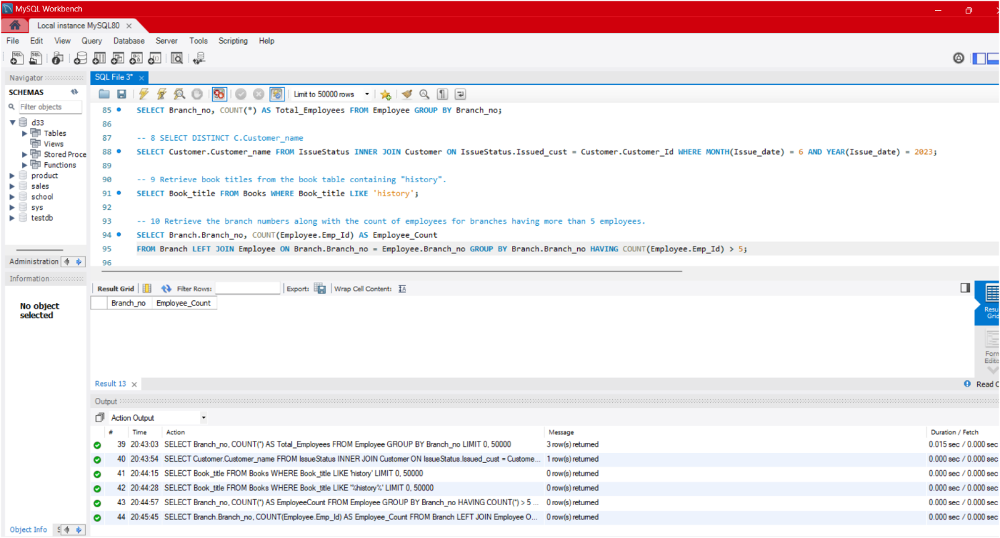 MySQL Workbench
Local instance MySQL80
File Edit View Query Database Server Tools Scripting Help
Navigator
SQL File 3*
SCHEMAS
Limit to 50000 rows
Filter objects
d33
Tables
Views
Stored Proce
Functions
product
sales
school
sys
testdb
85 SELECT Branch_no, COUNT(*) AS Total_Employees FROM Employee GROUP BY Branch_no;
86
87 -- 8 SELECT DISTINCT C.Customer_name
88 SELECT Customer.Customer_name FROM IssueStatus INNER JOIN Customer ON IssueStatus.Issued_cust = Customer.Customer_Id WHERE MONTH(Issue_date) = 6 AND YEAR(Issue_date) = 2023;
89
90 -- 9 Retrieve book titles from the book table containing "history".
91 SELECT Book_title FROM Books WHERE Book_title LIKE 'history';
92
93 -- 10 Retrieve the branch numbers along with the count of employees for branches having more than 5 employees.
94 SELECT Branch.Branch_no, COUNT(Employee.Emp_Id) AS Employee_Count
95 FROM Branch LEFT JOIN Employee ON Branch.Branch_no = Employee.Branch_no GROUP BY Branch.Branch_no HAVING COUNT(Employee.Emp_Id) > 5;
96
Administration
Information
No object
selected
Result Grid Filter Rows: Export: Wrap Cell Content:
Branch_no Employee_Count
Resu
Grid
Form
Edito
Result 13
Read O
Output
Action Output
# Time Action Message Duration / Fetch
39 20:43:03 SELECT Branch_no, COUNT(*) AS Total_Employees FROM Employee GROUP BY Branch_no LIMIT 0, 50000 3 row(s) returned 0.015 sec / 0.000 sec
40 20:43:54 SELECT Customer.Customer_name FROM IssueStatus INNER JOIN Customer ON IssueStatus.Issued_cust = Custome... 1 row(s) returned 0.000 sec / 0.000 sec
41 20:44:15 SELECT Book_title FROM Books WHERE Book_title LIKE 'history' LIMIT 0, 50000 0 row(s) returned 0.000 sec / 0.000 sec
42 20:44:28 SELECT Book_title FROM Books WHERE Book_title LIKE '%history%' LIMIT 0, 50000 0 row(s) returned 0.000 sec / 0.000 sec
43 20:44:57 SELECT Branch_no, COUNT(*) AS EmployeeCount FROM Employee GROUP BY Branch_no HAVING COUNT(*) > 5 ... 0 row(s) returned 0.000 sec / 0.000 sec
44 20:45:45 SELECT Branch.Branch_no, COUNT(Employee.Emp_Id) AS Employee_Count FROM Branch LEFT JOIN Employee O... 0 row(s) returned 0.000 sec / 0.000 sec
Object Info